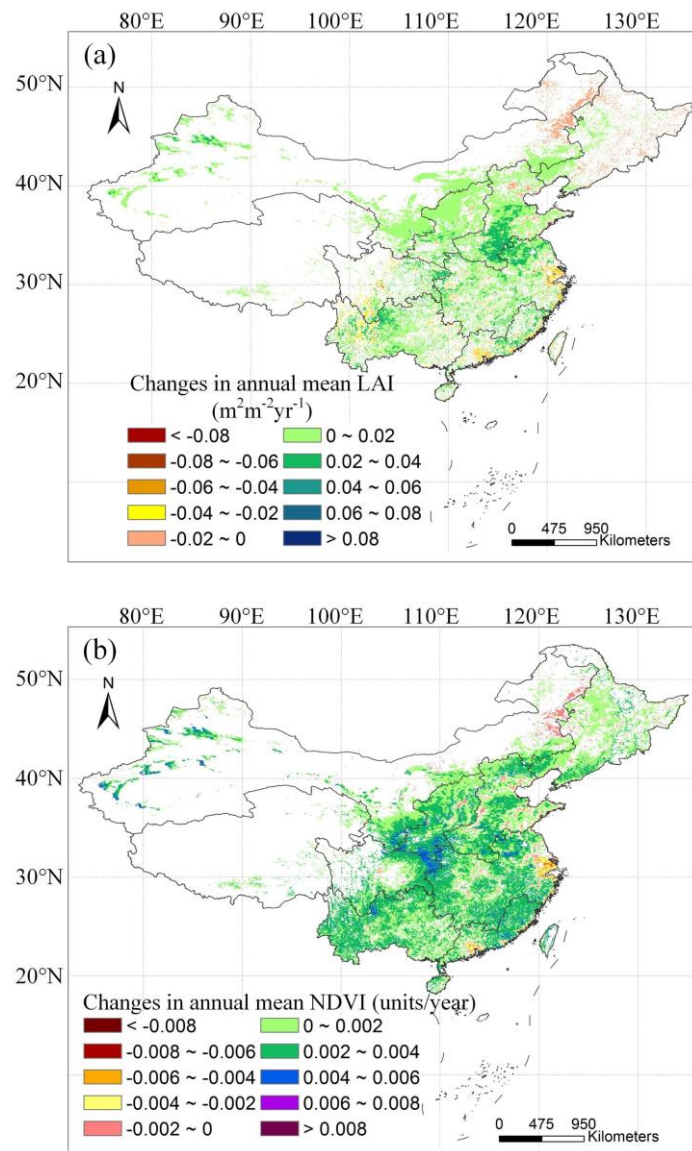 80°E 90°E 100°E 110°E 120°E 130°E
(a)
50°N
N
40°N
30°N
20°N
Changes in annual mean LAI
(m²m⁻²yr⁻¹)
< -0.08 0 ~ 0.02
-0.08 ~ -0.06 0.02 ~ 0.04
-0.06 ~ -0.04 0.04 ~ 0.06
-0.04 ~ -0.02 0.06 ~ 0.08
-0.02 ~ 0 > 0.08
0 475 950
Kilometers
80°E 90°E 100°E 110°E 120°E 130°E
(b)
50°N
N
40°N
30°N
20°N
Changes in annual mean NDVI (units/year)
< -0.008 0 ~ 0.002
-0.008 ~ -0.006 0.002 ~ 0.004
-0.006 ~ -0.004 0.004 ~ 0.006
-0.004 ~ -0.002 0.006 ~ 0.008
-0.002 ~ 0 > 0.008
0 475 950
Kilometers